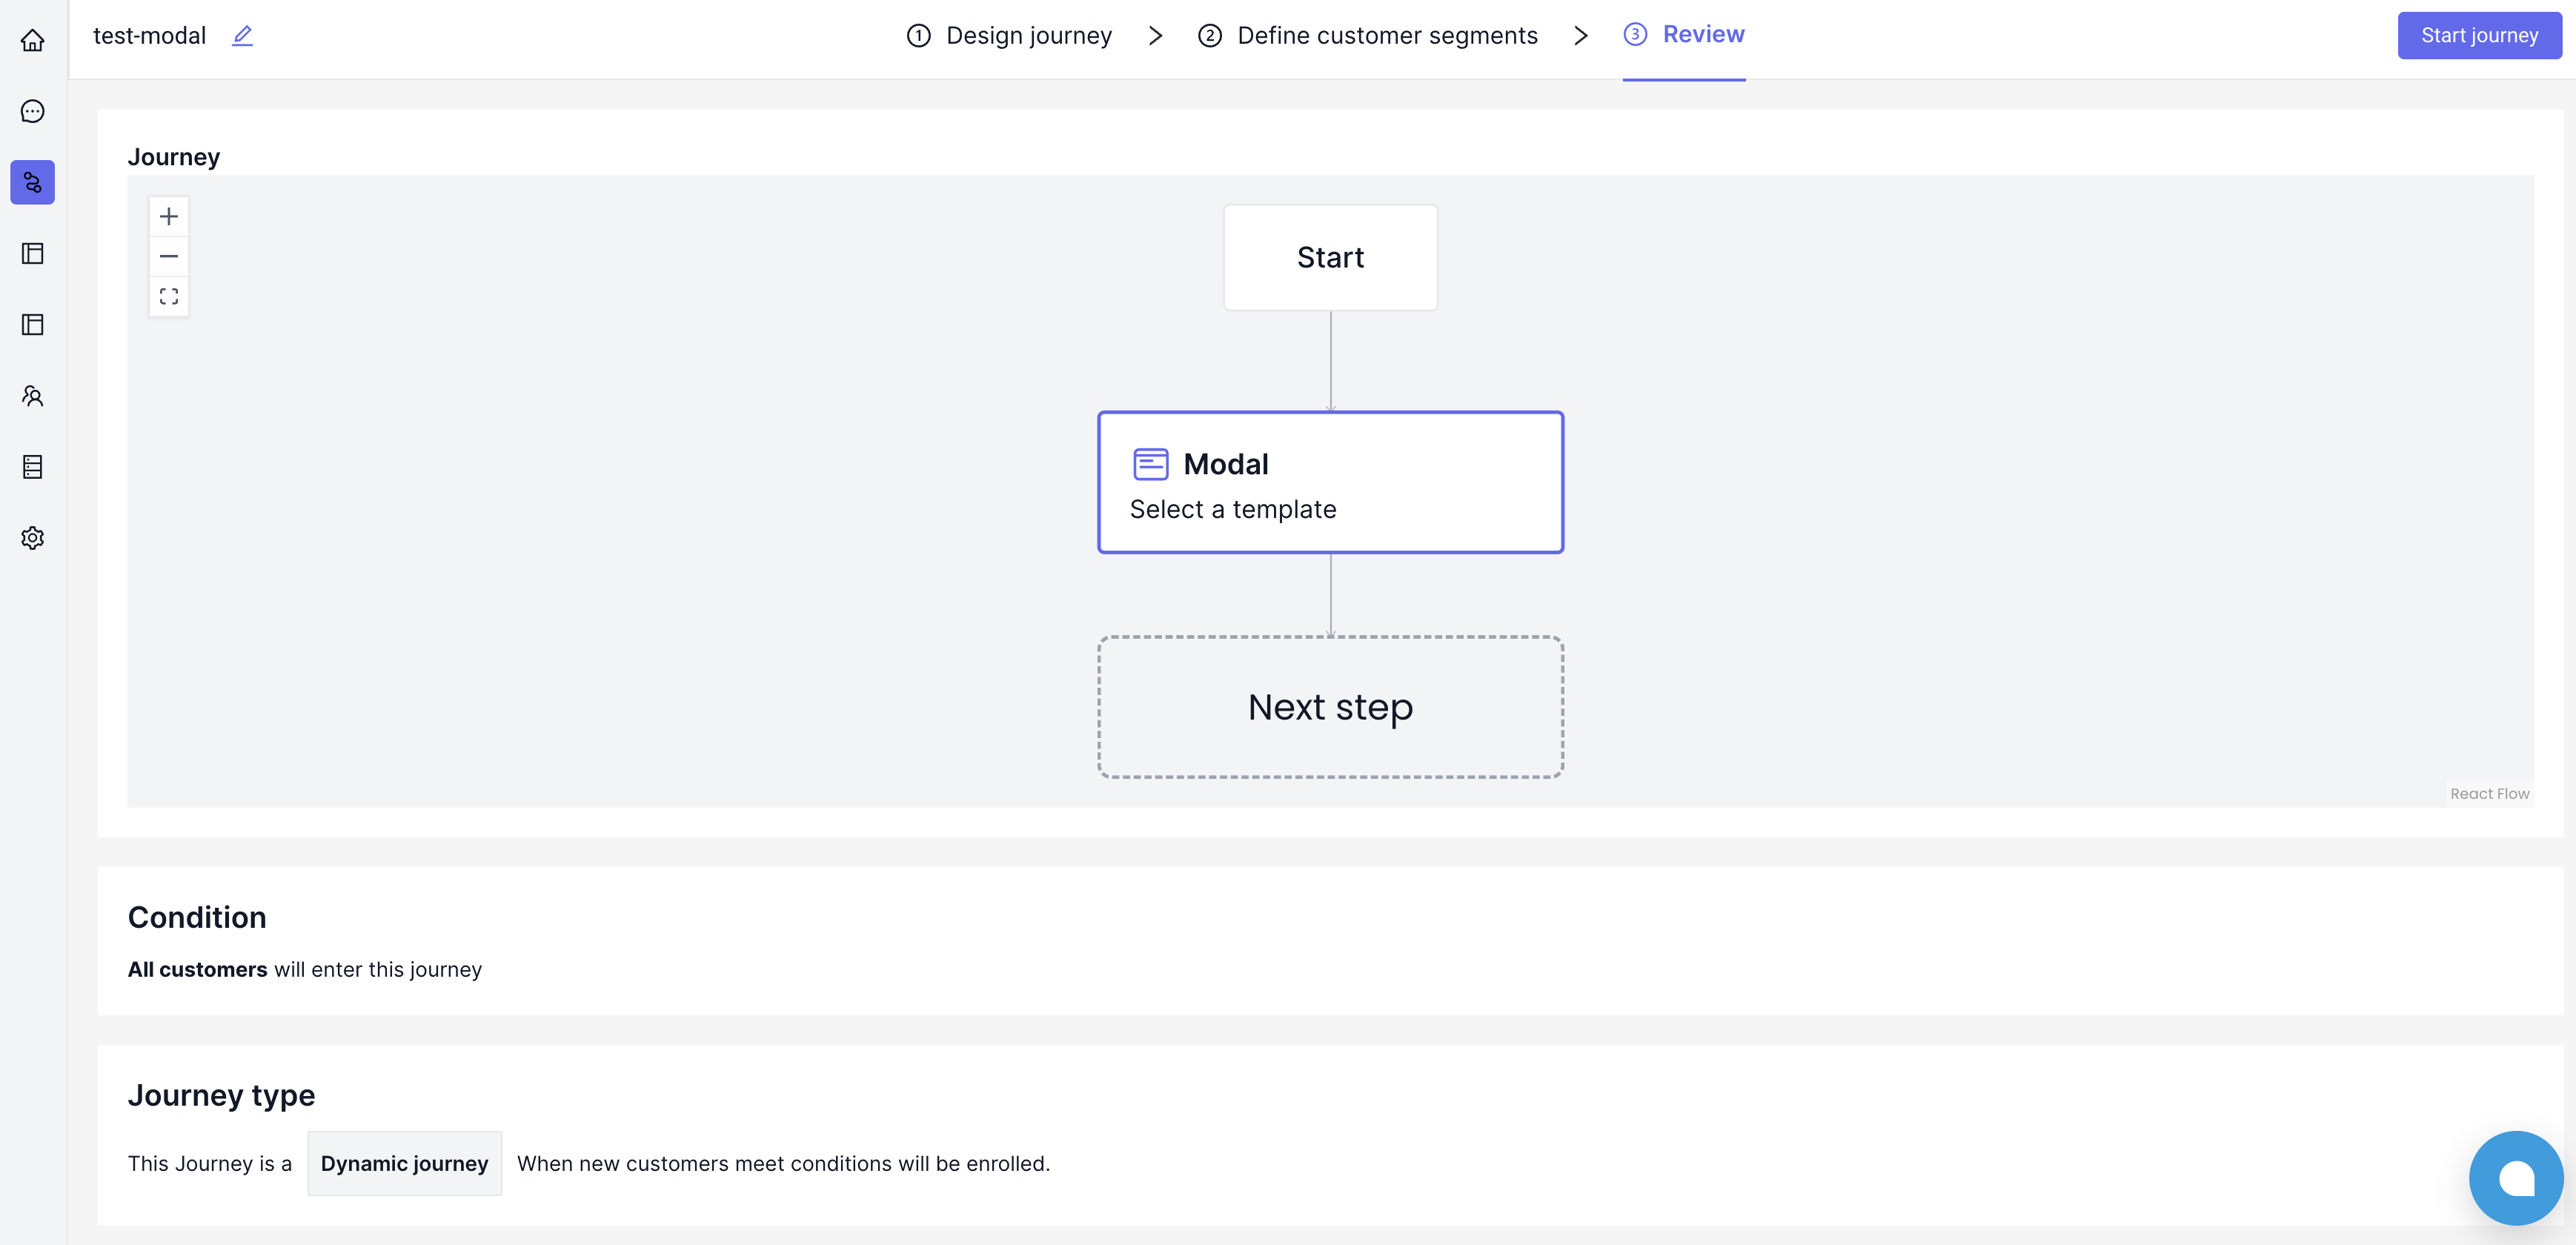 test-modal
1 Design journey
2 Define customer segments
3 Review
Start journey
Journey
Start
Modal
Select a template
Next step
React Flow
Condition
All customers will enter this journey
Journey type
This Journey is a Dynamic journey When new customers meet conditions will be enrolled.